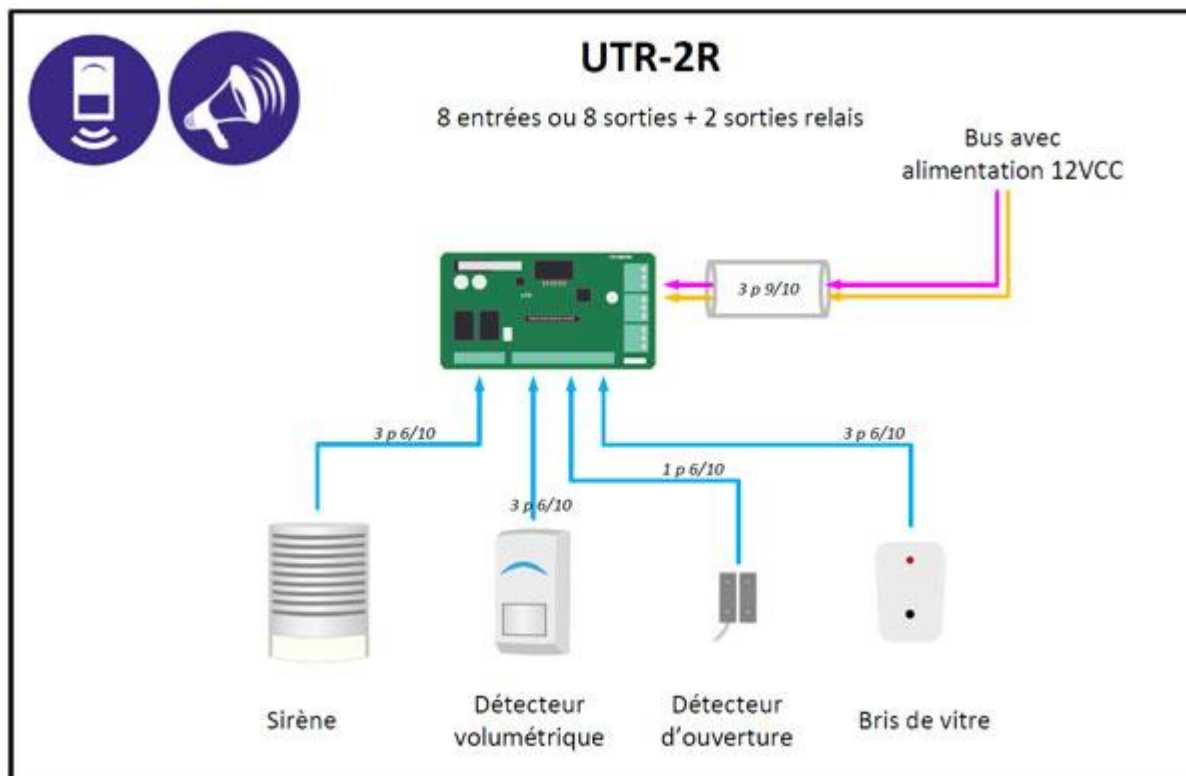 UTR-2R
8 entrées ou 8 sorties + 2 sorties relais
Bus avec
alimentation 12VCC
3 p 9/10
3 p 6/10
3 p 6/10
1 p 6/10
3 p 6/10
Sirène
Détecteur
volumétrique
Détecteur
d'ouverture
Bris de vitre